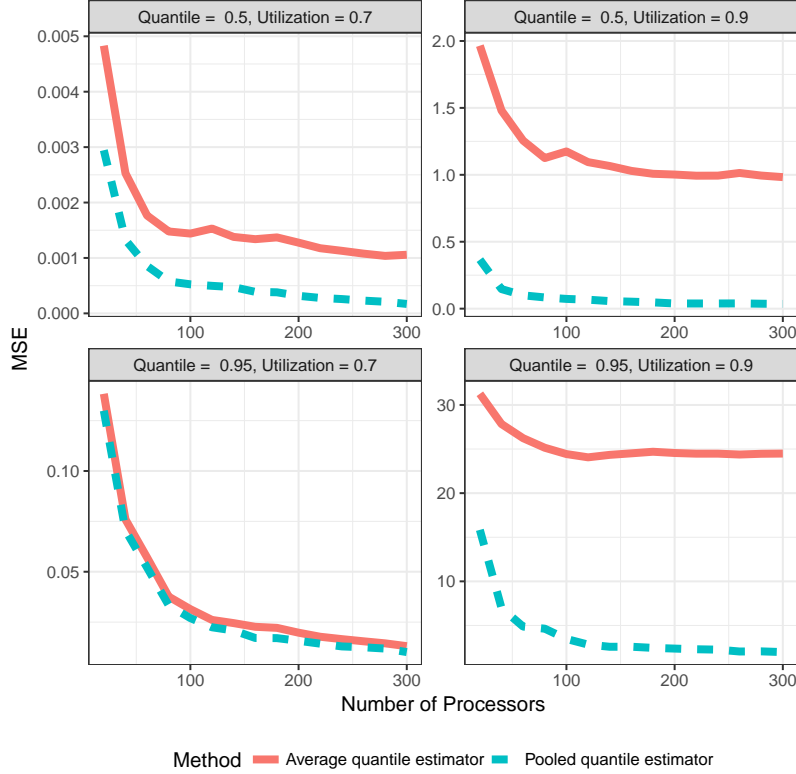 Quantile =  0.5, Utilization = 0.7
Quantile =  0.5, Utilization = 0.9
0.005
0.004
0.003
0.002
0.001
0.000
2.0
1.5
1.0
0.5
0.0
100 200 300
100 200 300
MSE
Quantile =  0.95, Utilization = 0.7
Quantile =  0.95, Utilization = 0.9
0.10
0.05
30
20
10
100 200 300
100 200 300
Number of Processors
Method Average quantile estimator Pooled quantile estimator